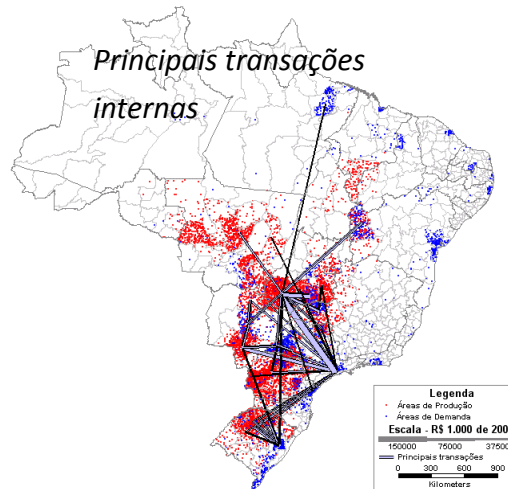 Principais transações
internas
Legenda
Áreas de Produção
Áreas de Demanda
Escala - R$ 1.000 de 200
150000 75000 37500
Principais transações
0 300 600 900
Kilometers